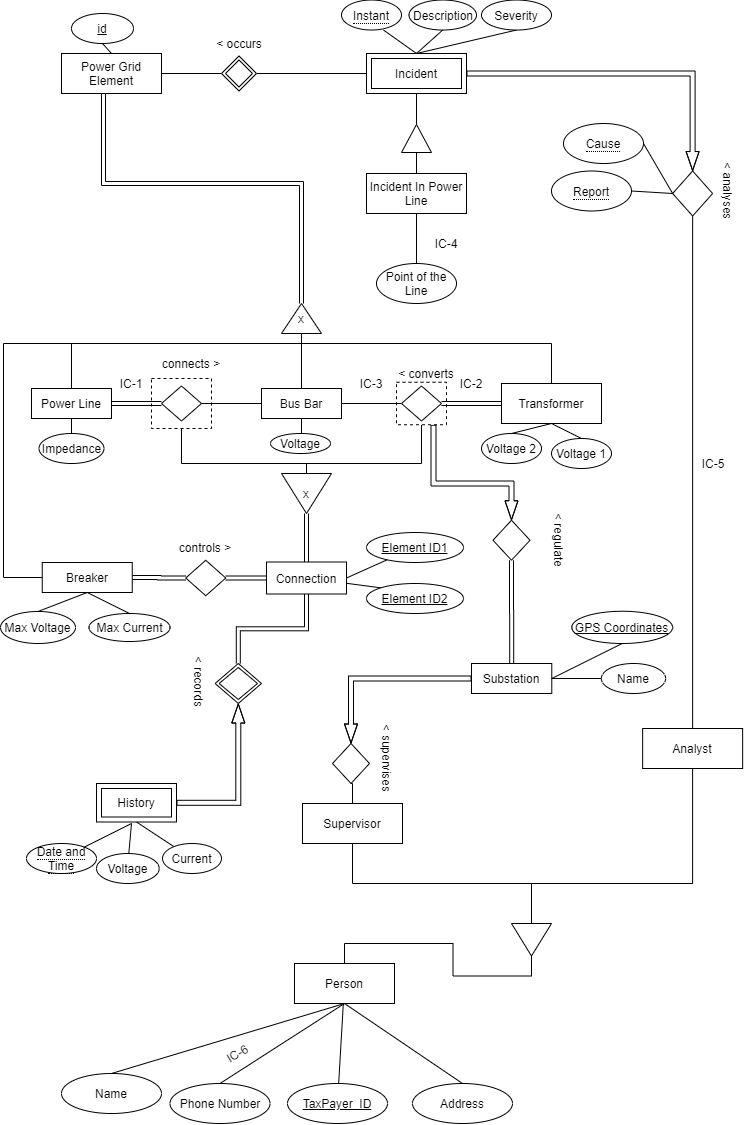 Instant
Description
Severity
id
< occurs
Power Grid
Element
Incident
Cause
< analyses
Report
Incident In Power
Line
IC-4
Point of the
Line
X
connects >
< converts
IC-1
IC-3
IC-2
Power Line
Bus Bar
Transformer
Impedance
Voltage
Voltage 2
Voltage 1
IC-5
X
< regulate
controls >
Element ID1
Breaker
Connection
Element ID2
Max Voltage
Max Current
GPS Coordinates
< records
Substation
Name
< supervises
Analyst
History
Supervisor
Date and
Time
Voltage
Current
Person
IC-6
Name
Phone Number
TaxPayer_ID
Address